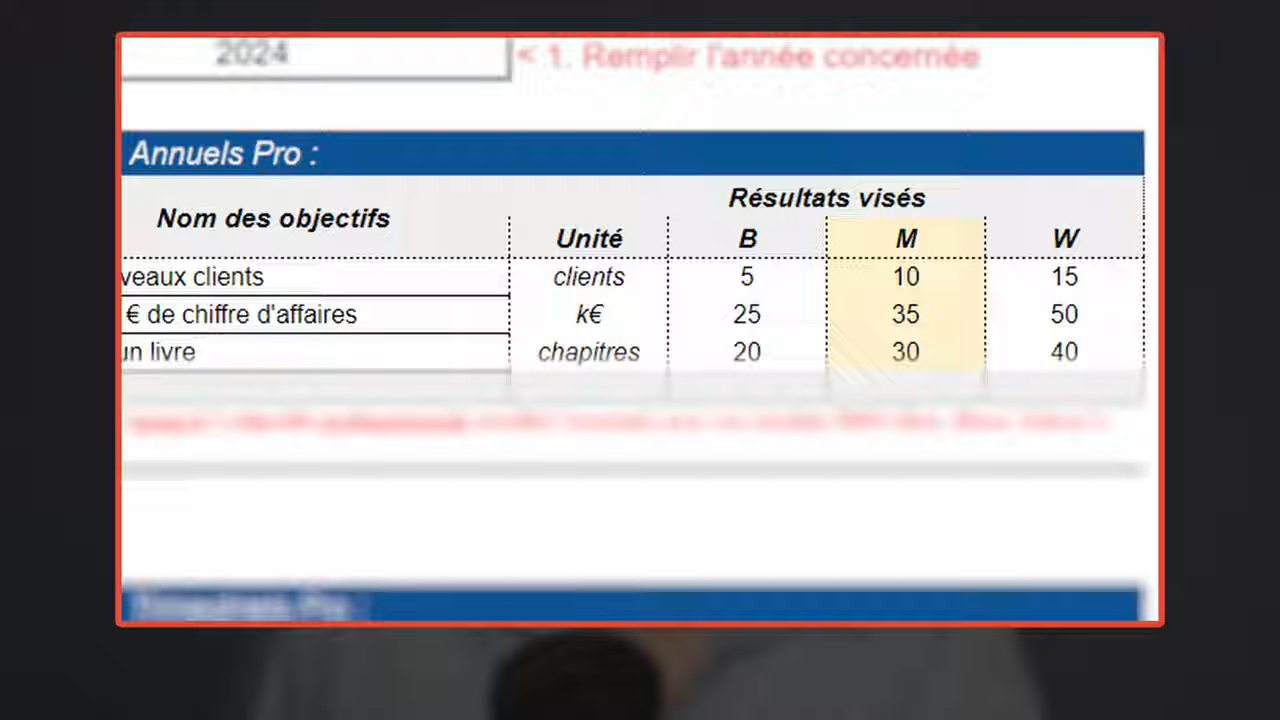 2024
< 1. Remplir l'année concernée
Annuels Pro :
Nom des objectifs
Résultats visés
Unité B M W
veaux clients clients 5 10 15
€ de chiffre d'affaires k€ 25 35 50
un livre chapitres 20 30 40